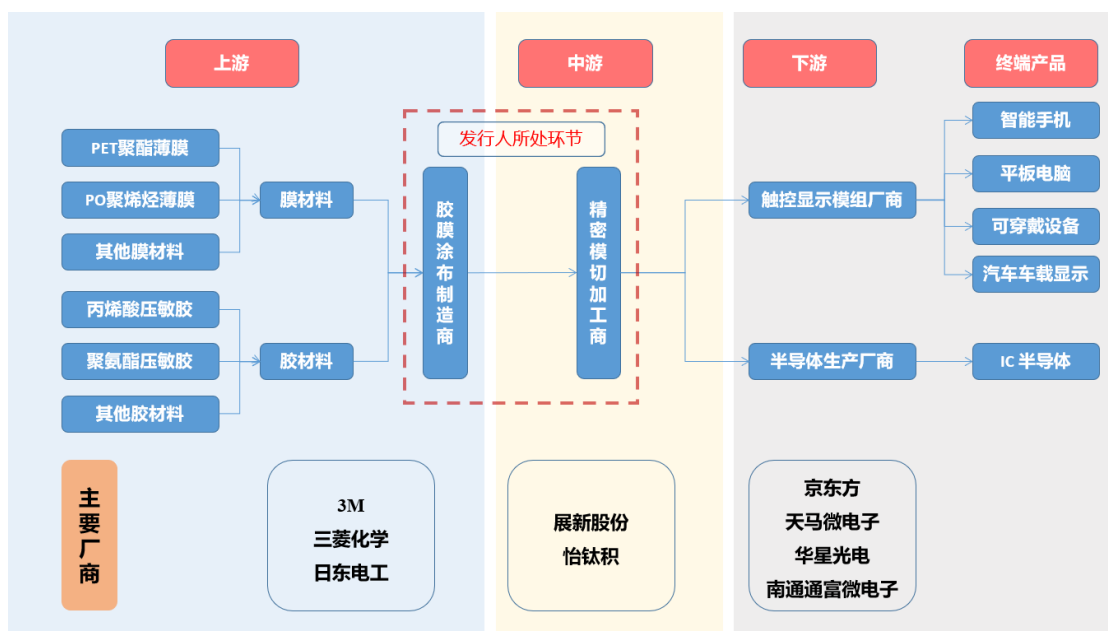 上游
中游
下游
终端产品
发行人所处环节
PET聚酯薄膜
PO聚烯烃薄膜
其他膜材料
膜材料
丙烯酸压敏胶
聚氨酯压敏胶
其他胶材料
胶材料
胶膜涂布制造商
精密模切加工商
触控显示模组厂商
半导体生产厂商
智能手机
平板电脑
可穿戴设备
汽车车载显示
IC 半导体
主要厂商
3M
三菱化学
日东电工
展新股份
怡钛积
京东方
天马微电子
华星光电
南通通富微电子